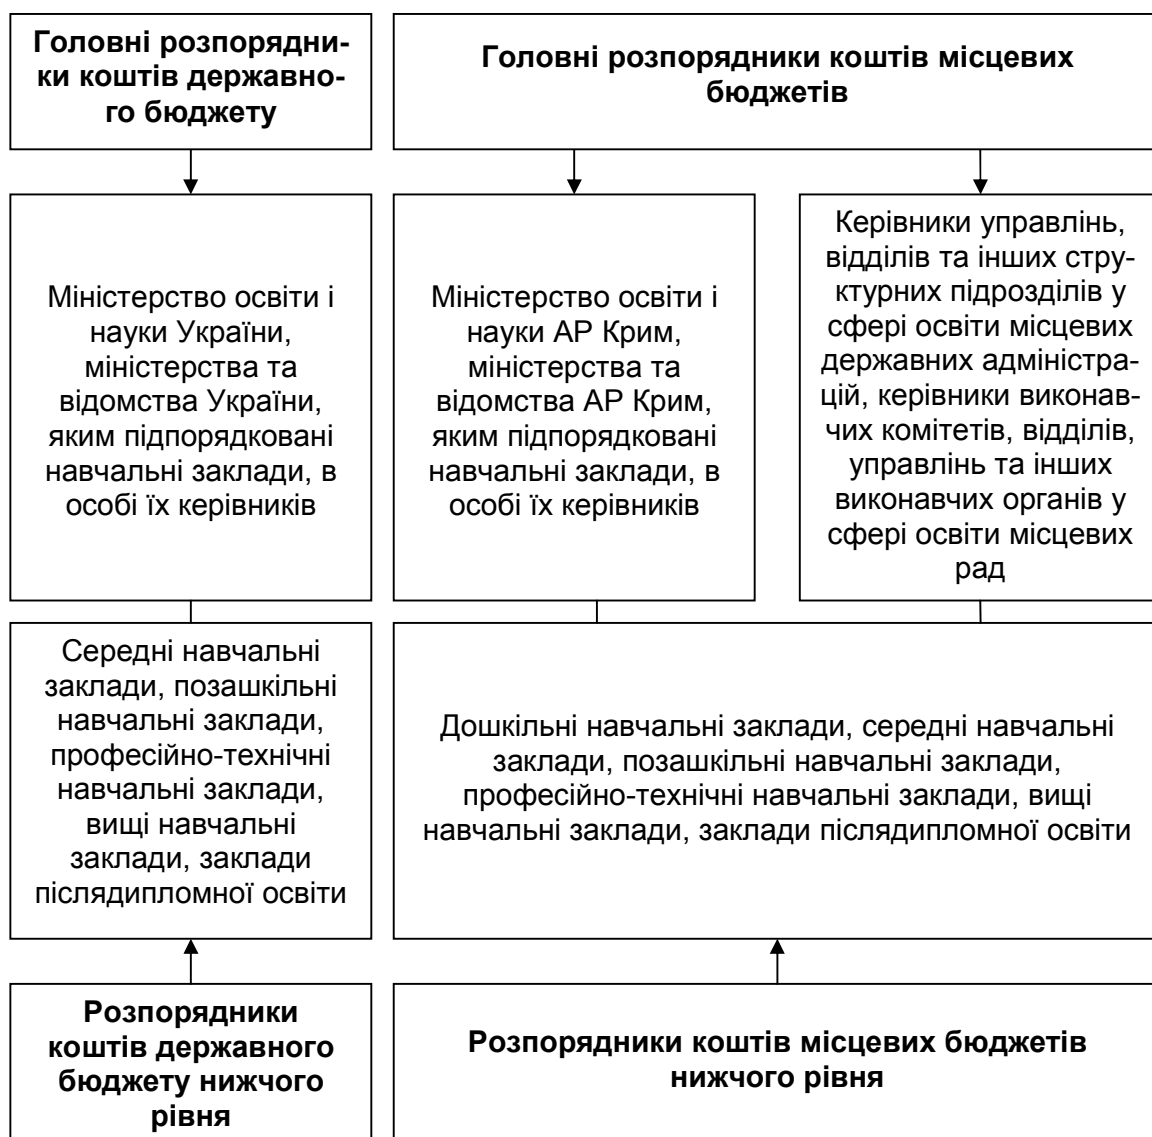 Головні розпорядни-
ки коштів державно-
го бюджету
Головні розпорядники коштів місцевих
бюджетів
Міністерство освіти і
науки України,
міністерства та
відомства України,
яким підпорядковані
навчальні заклади, в
особі їх керівників
Міністерство освіти і
науки АР Крим,
міністерства та
відомства АР Крим,
яким підпорядковані
навчальні заклади, в
особі їх керівників
Керівники управлінь,
відділів та інших стру-
ктурних підрозділів у
сфері освіти місцевих
державних адміністра-
цій, керівники виконав-
чих комітетів, відділів,
управлінь та інших
виконавчих органів у
сфері освіти місцевих
рад
Середні навчальні
заклади, позашкільні
навчальні заклади,
професійно-технічні
навчальні заклади,
вищі навчальні
заклади, заклади
післядипломної освіти
Дошкільні навчальні заклади, середні навчальні
заклади, позашкільні навчальні заклади,
професійно-технічні навчальні заклади, вищі
навчальні заклади, заклади післядипломної освіти
Розпорядники
коштів державного
бюджету нижчого
рівня
Розпорядники коштів місцевих бюджетів
нижчого рівня